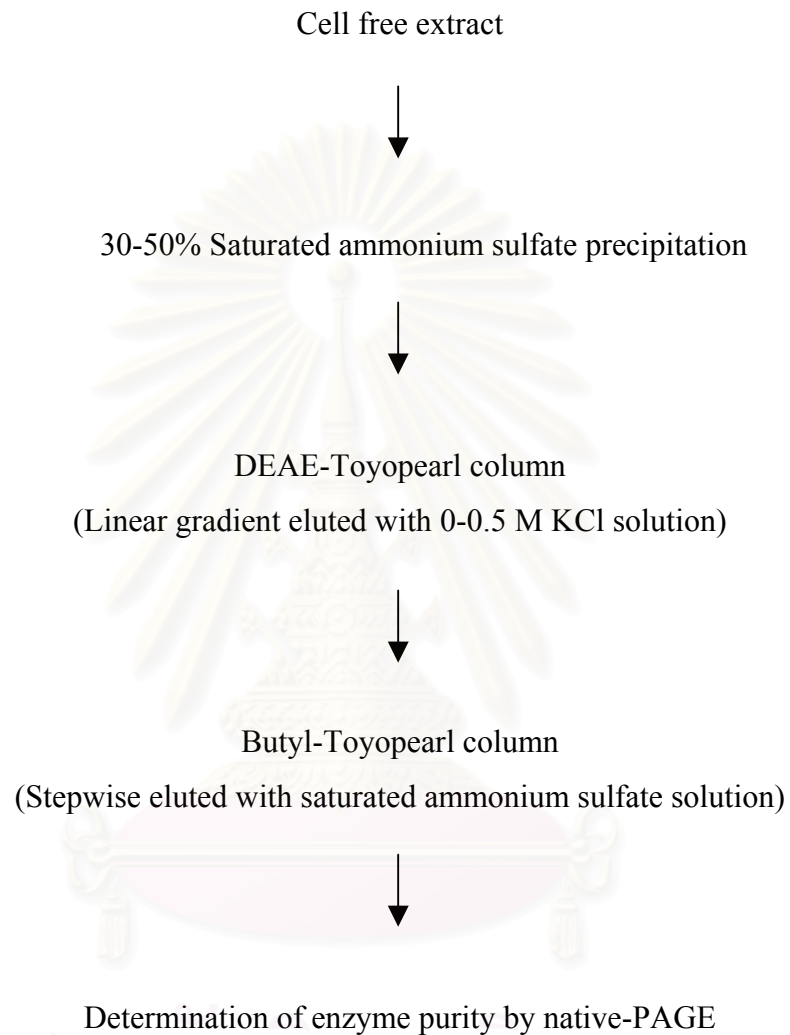 Cell free extract
30-50% Saturated ammonium sulfate precipitation
DEAE-Toyopearl column
(Linear gradient eluted with 0-0.5 M KCl solution)
Butyl-Toyopearl column
(Stepwise eluted with saturated ammonium sulfate solution)
Determination of enzyme purity by native-PAGE